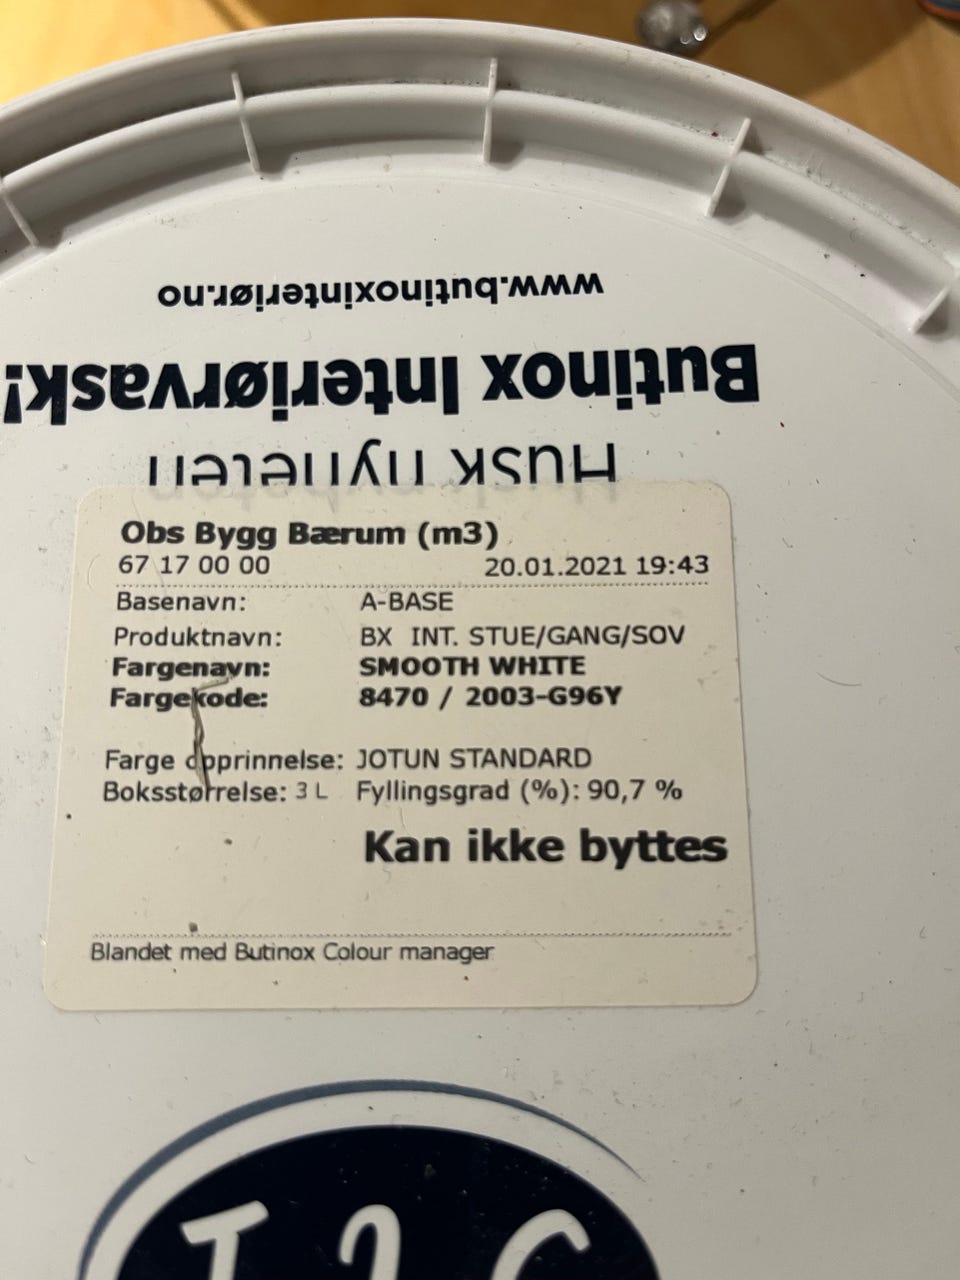 www.butinoxinteriør.no
Butinox Interiørvask!
Husk nyheten
Obs Bygg Bærum (m3)
67 17 00 00 20.01.2021 19:43
Basenavn: A-BASE
Produktnavn: BX INT. STUE/GANG/SOV
Fargenavn: SMOOTH WHITE
Fargekode: 8470 / 2003-G96Y
Farge opprinnelse: JOTUN STANDARD
Boksstørrelse: 3 L Fyllingsgrad (%): 90,7 %
Kan ikke byttes
Blandet med Butinox Colour manager